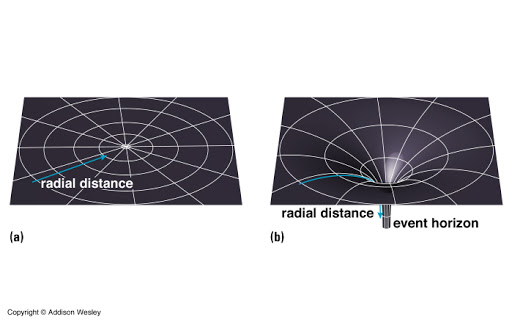 radial distance
radial distance
event horizon
(a)
(b)
Copyright © Addison Wesley